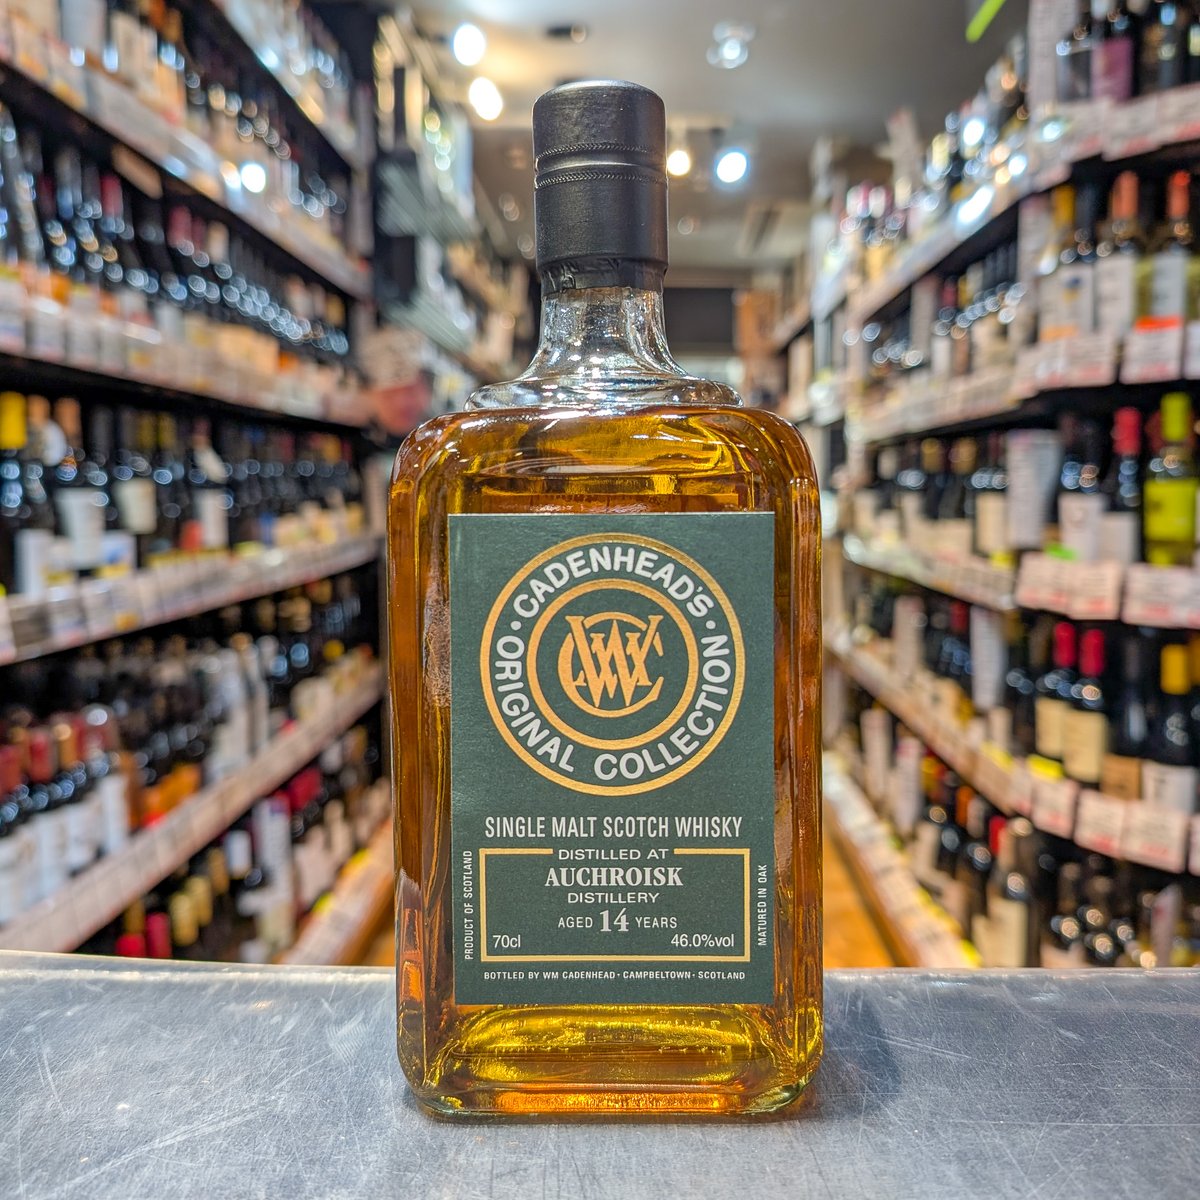 CADENHEAD'S
ORIGINAL COLLECTION
WMC
SINGLE MALT SCOTCH WHISKY
DISTILLED AT
AUCHROISK
DISTILLERY
AGED 14 YEARS
70cl 46.0%vol
PRODUCT OF SCOTLAND
MATURED IN OAK
BOTTLED BY WM CADENHEAD · CAMPBELTOWN · SCOTLAND